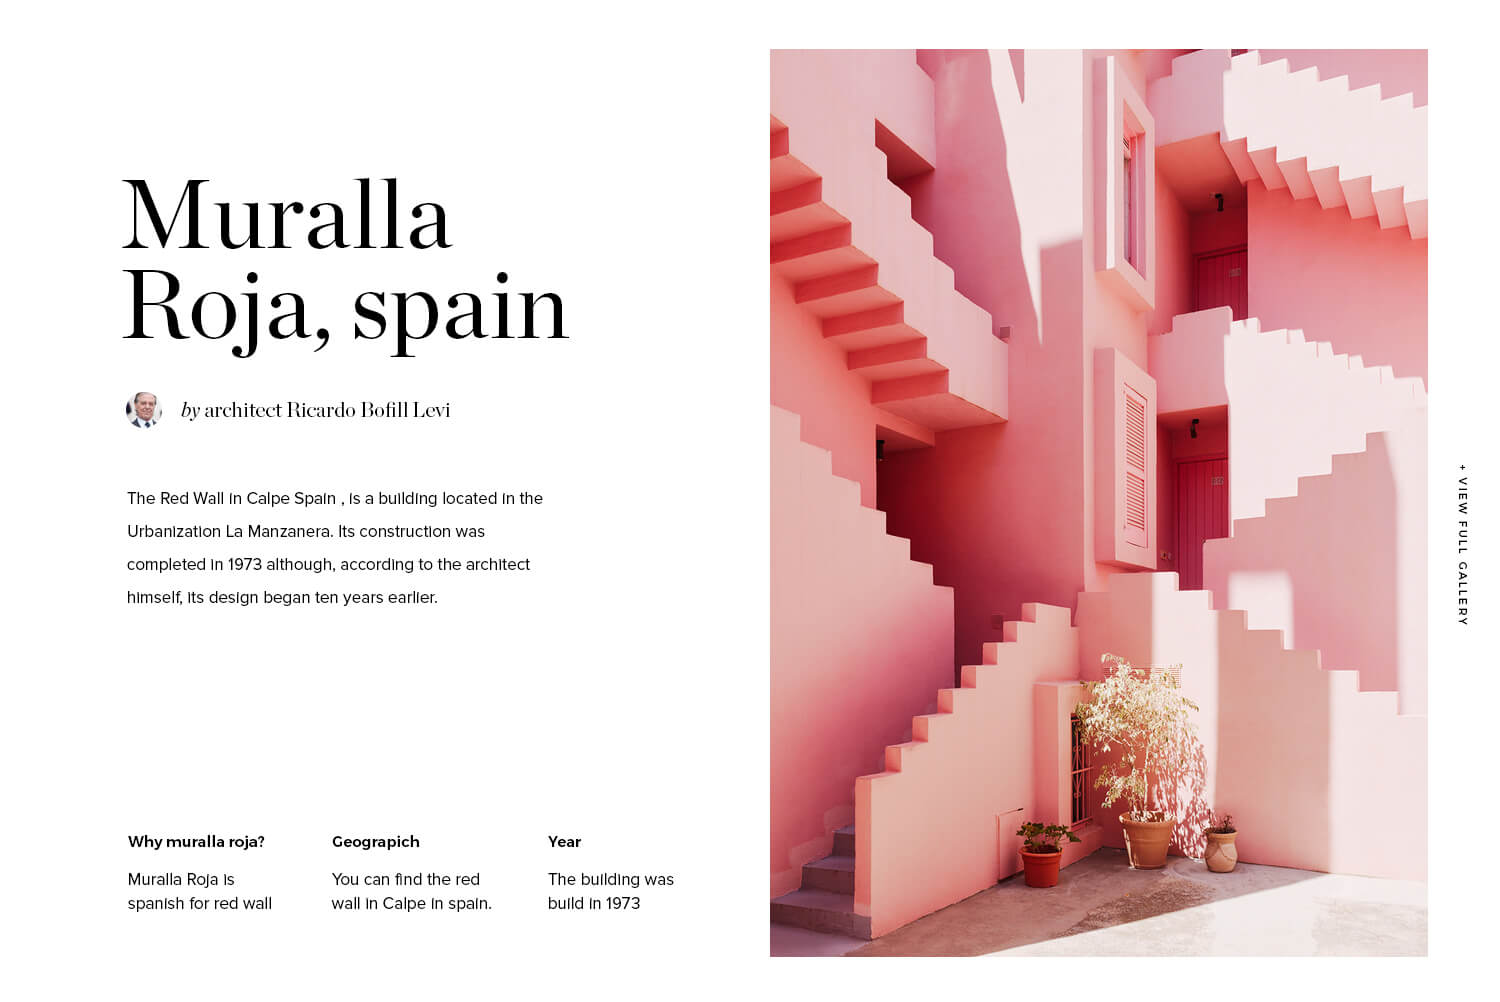 Muralla
Roja, spain
by architect Ricardo Bofill Levi
The Red Wall in Calpe Spain , is a building located in the
Urbanization La Manzanera. Its construction was
completed in 1973 although, according to the architect
himself, its design began ten years earlier.
Why muralla roja?
Muralla Roja is
spanish for red wall
Geograpich
You can find the red
wall in Calpe in spain.
Year
The building was
build in 1973
+ VIEW FULL GALLERY